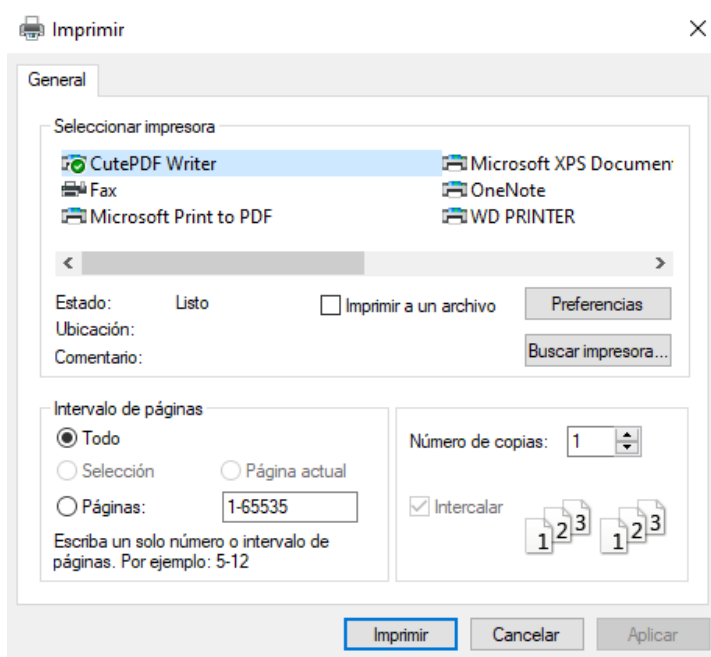 Imprimir
General
Seleccionar impresora
CutePDF Writer
Microsoft XPS Documen
Fax
OneNote
Microsoft Print to PDF
WD PRINTER
Estado: Listo
Imprimir a un archivo
Preferencias
Ubicación:
Comentario:
Buscar impresora...
Intervalo de páginas
Todo
Selección
Página actual
Páginas: 1-65535
Escriba un solo número o intervalo de
páginas. Por ejemplo: 5-12
Número de copias: 1
Intercalar
1 2 3 1 2 3
Imprimir
Cancelar
Aplicar